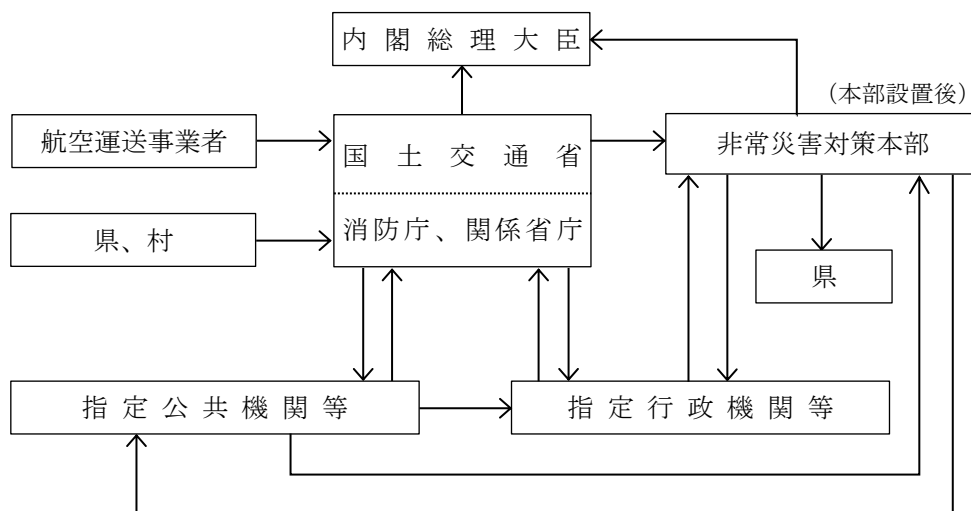 内閣総理大臣
（本部設置後）
航空運送事業者
国土交通省
非常災害対策本部
県、村
消防庁、関係省庁
県
指定公共機関等
指定行政機関等